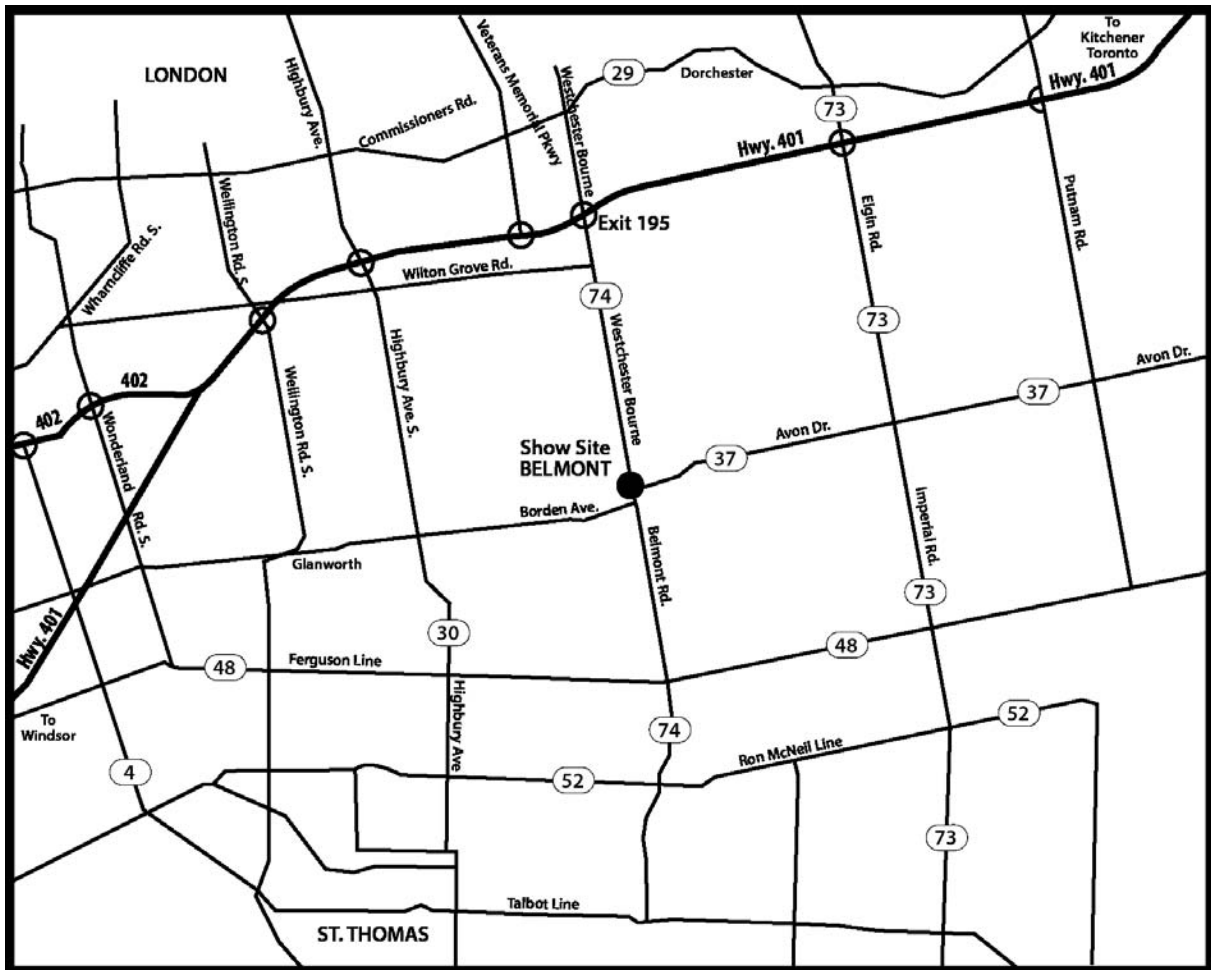 To
Kitchener
Toronto
LONDON
Highbury Ave.
Veterans Memorial Pkwy
Westchester Bourne
29
Dorchester
73
Hwy. 401
Commissioners Rd.
Hwy. 401
Wellington Rd. S.
Exit 195
Elgin Rd.
Putnam Rd.
Wharncliffe Rd. S.
Wilton Grove Rd.
74
73
Westchester Bourne
Highbury Ave. S.
Avon Dr.
402
402
Wellington Rd. S.
37
Wonderland Rd. S.
Show Site
BELMONT
Avon Dr.
37
Borden Ave.
Imperial Rd.
Belmont Rd.
Glanworth
73
Hwy. 401
30
48
48
Ferguson Line
To
Windsor
Highbury Ave
74
52
Ron McNeil Line
4
52
73
Talbot Line
ST. THOMAS